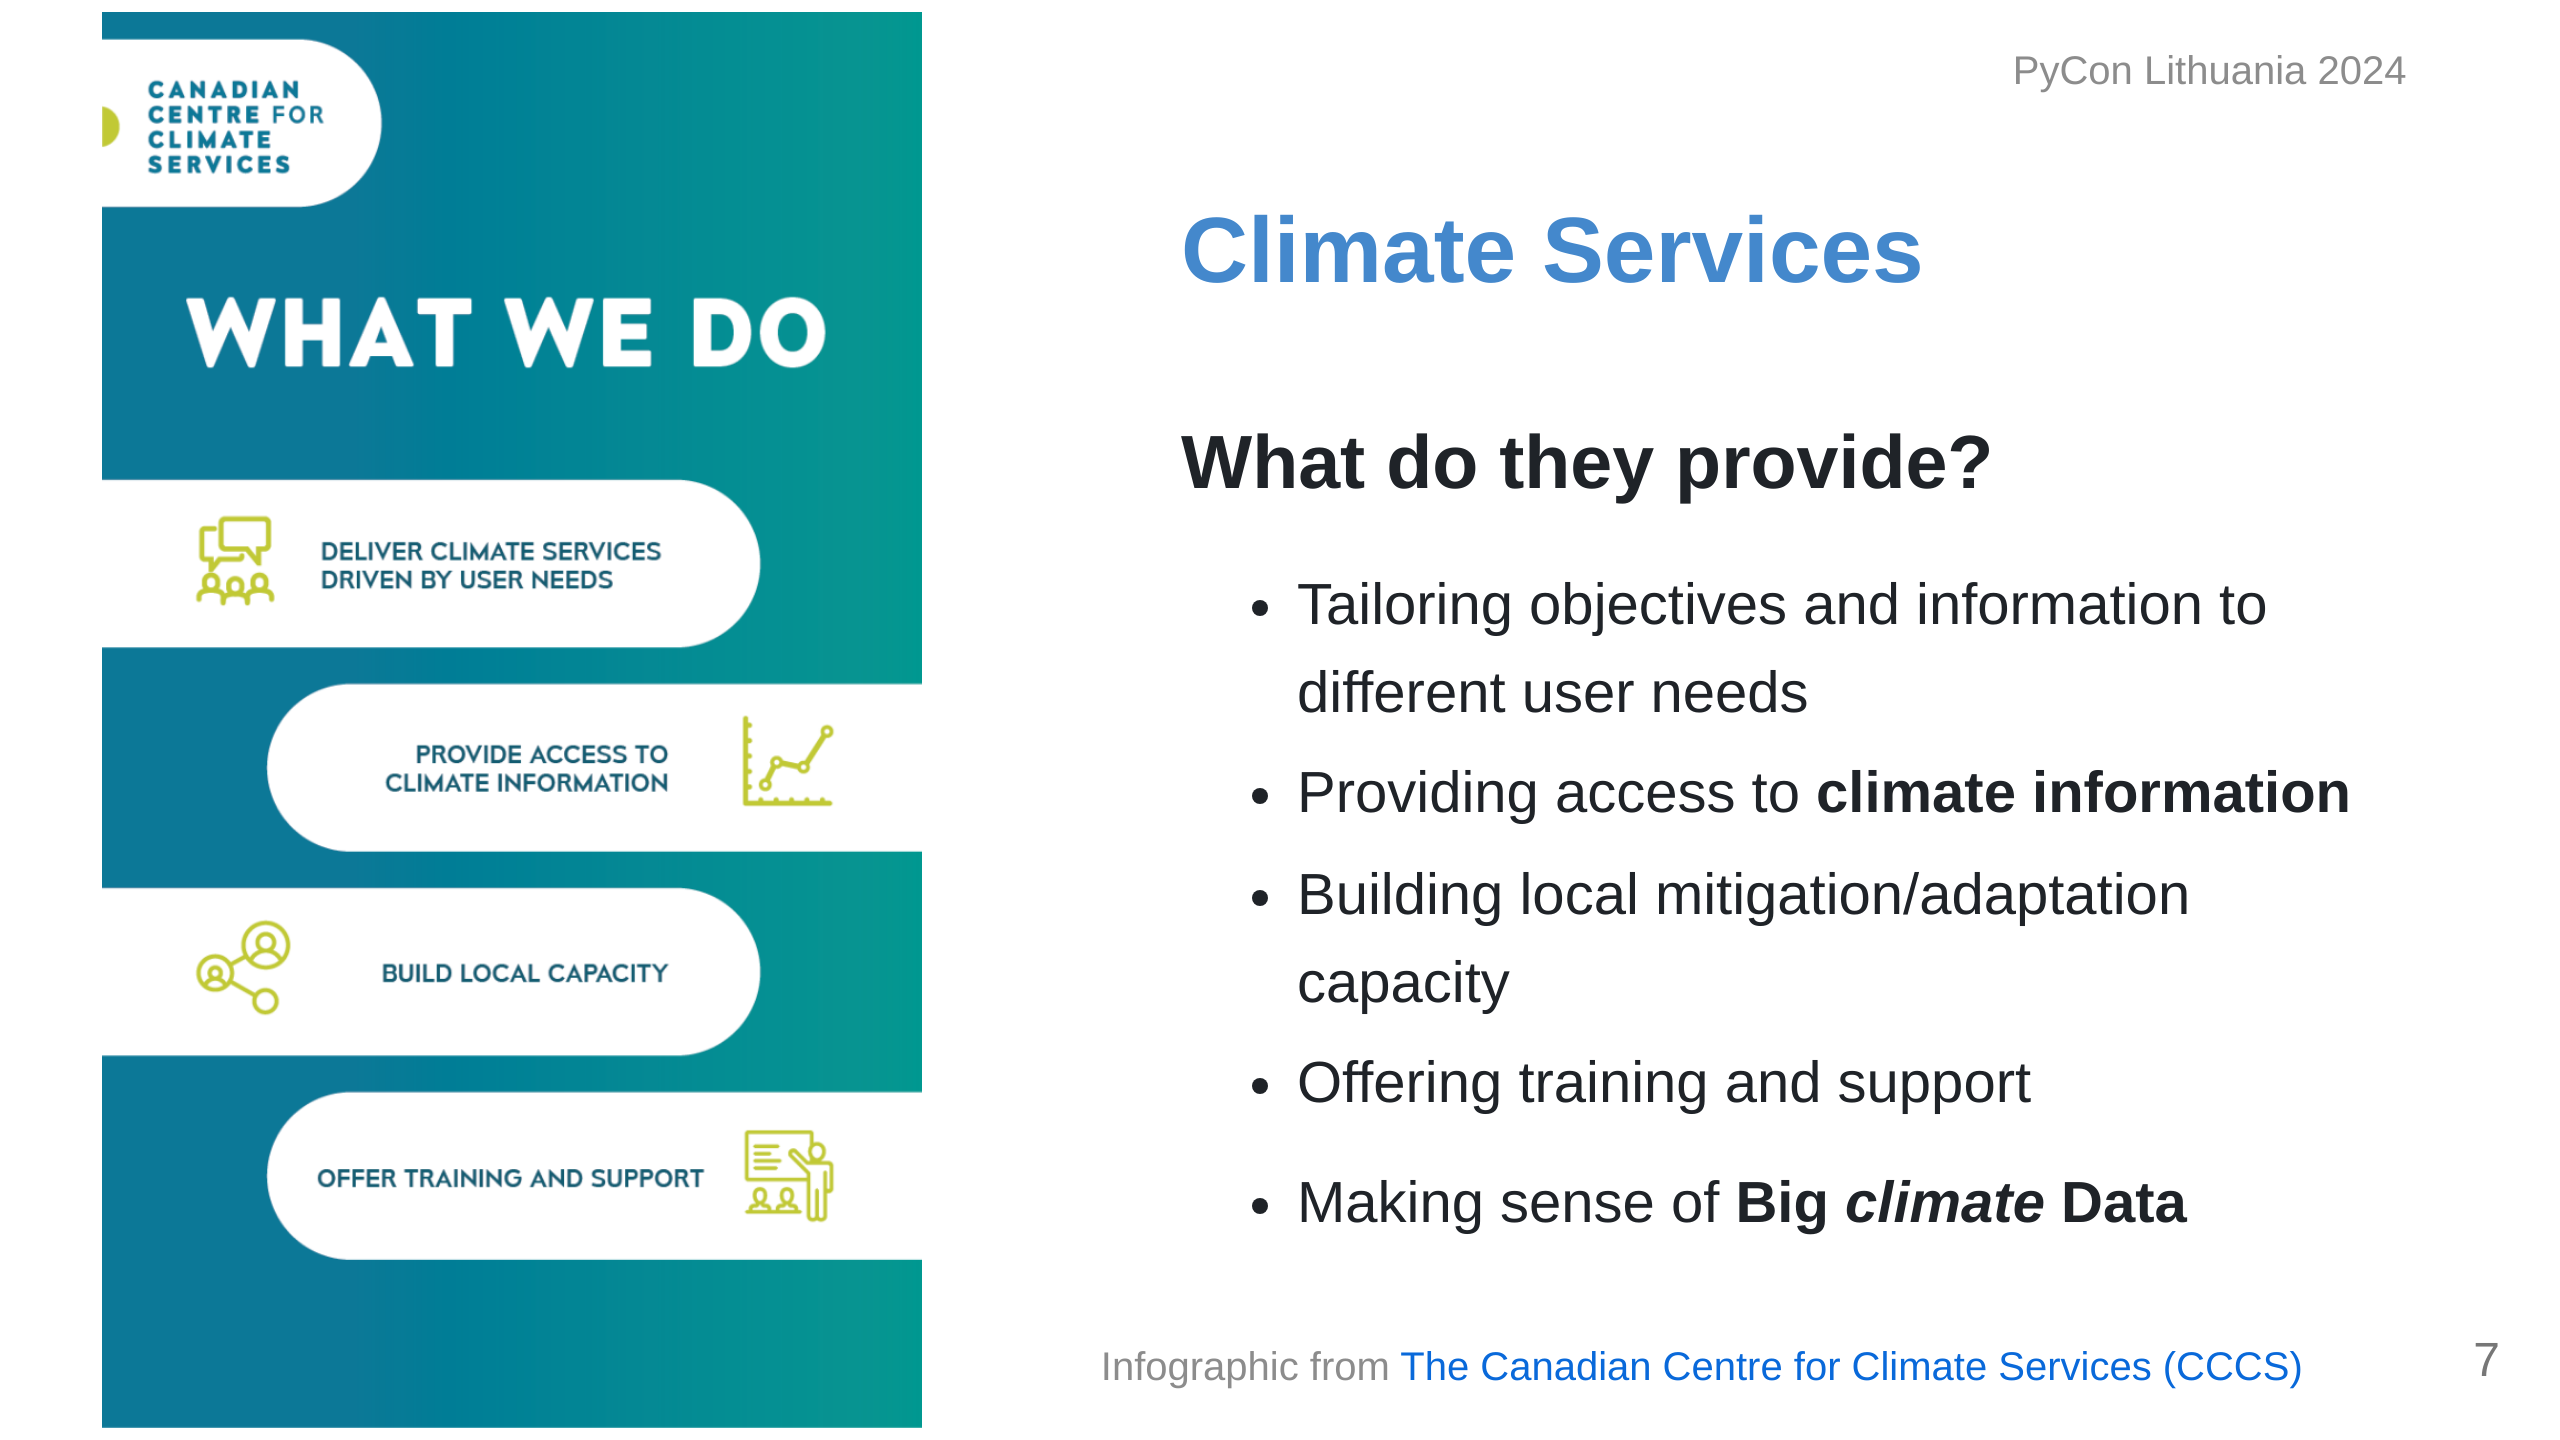 CANADIAN
CENTRE FOR
CLIMATE
SERVICES
WHAT WE DO
DELIVER CLIMATE SERVICES
DRIVEN BY USER NEEDS
PROVIDE ACCESS TO
CLIMATE INFORMATION
BUILD LOCAL CAPACITY
OFFER TRAINING AND SUPPORT
PyCon Lithuania 2024
Climate Services
What do they provide?
• Tailoring objectives and information to
different user needs
• Providing access to climate information
• Building local mitigation/adaptation
capacity
• Offering training and support
• Making sense of Big climate Data
Infographic from The Canadian Centre for Climate Services (CCCS)
7